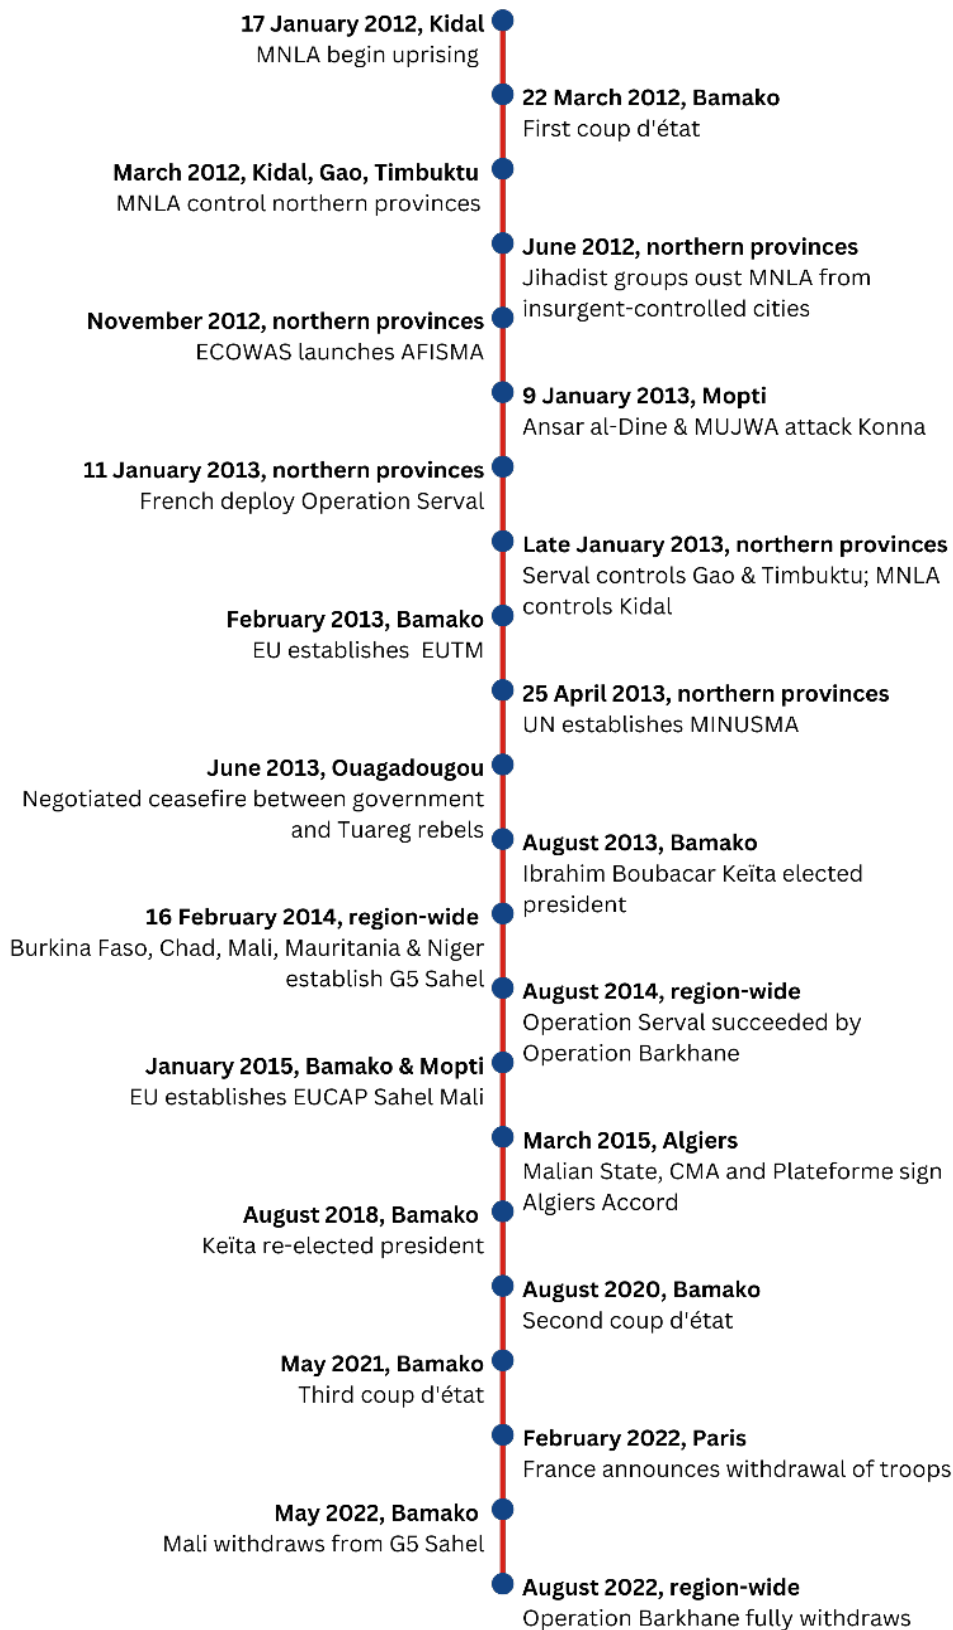 17 January 2012, Kidal
MNLA begin uprising
22 March 2012, Bamako
First coup d'état
March 2012, Kidal, Gao, Timbuktu
MNLA control northern provinces
June 2012, northern provinces
Jihadist groups oust MNLA from
insurgent-controlled cities
November 2012, northern provinces
ECOWAS launches AFISMA
9 January 2013, Mopti
Ansar al-Dine & MUJWA attack Konna
11 January 2013, northern provinces
French deploy Operation Serval
Late January 2013, northern provinces
Serval controls Gao & Timbuktu; MNLA
controls Kidal
February 2013, Bamako
EU establishes EUTM
25 April 2013, northern provinces
UN establishes MINUSMA
June 2013, Ouagadougou
Negotiated ceasefire between government
and Tuareg rebels
August 2013, Bamako
Ibrahim Boubacar Keïta elected
president
16 February 2014, region-wide
Burkina Faso, Chad, Mali, Mauritania & Niger
establish G5 Sahel
August 2014, region-wide
Operation Serval succeeded by
Operation Barkhane
January 2015, Bamako & Mopti
EU establishes EUCAP Sahel Mali
March 2015, Algiers
Malian State, CMA and Plateforme sign
Algiers Accord
August 2018, Bamako
Keïta re-elected president
August 2020, Bamako
Second coup d'état
May 2021, Bamako
Third coup d'état
February 2022, Paris
France announces withdrawal of troops
May 2022, Bamako
Mali withdraws from G5 Sahel
August 2022, region-wide
Operation Barkhane fully withdraws